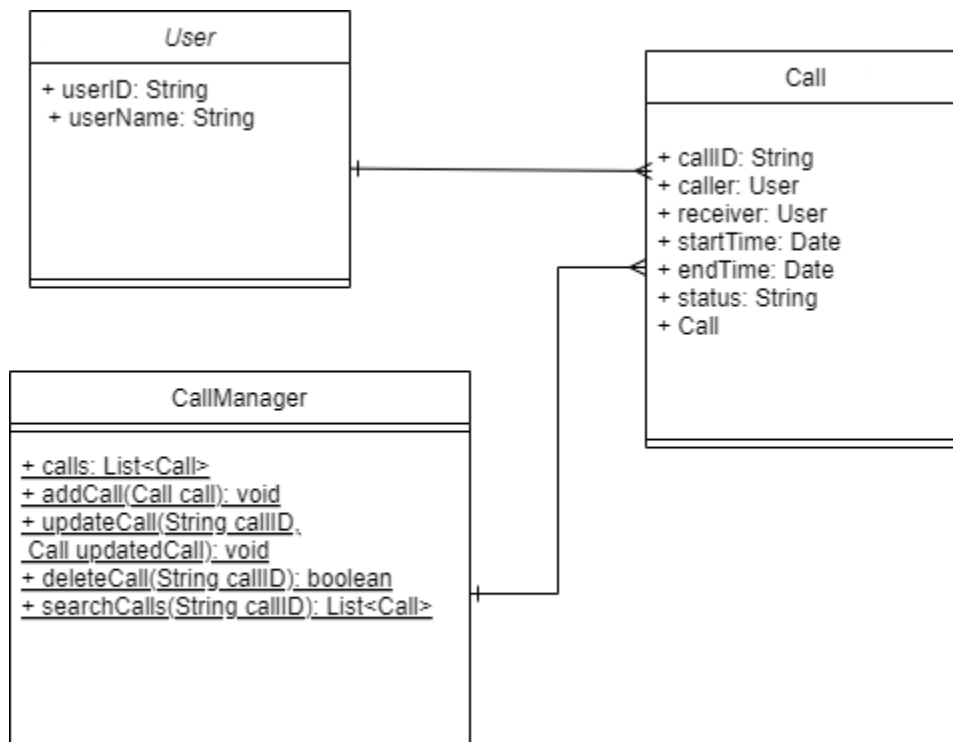 User
+ userID: String
+ userName: String
Call
+ callID: String
+ caller: User
+ receiver: User
+ startTime: Date
+ endTime: Date
+ status: String
+ Call
CallManager
+ calls: List<Call>
+ addCall(Call call): void
+ updateCall(String callID,
Call updatedCall): void
+ deleteCall(String callID): boolean
+ searchCalls(String callID): List<Call>